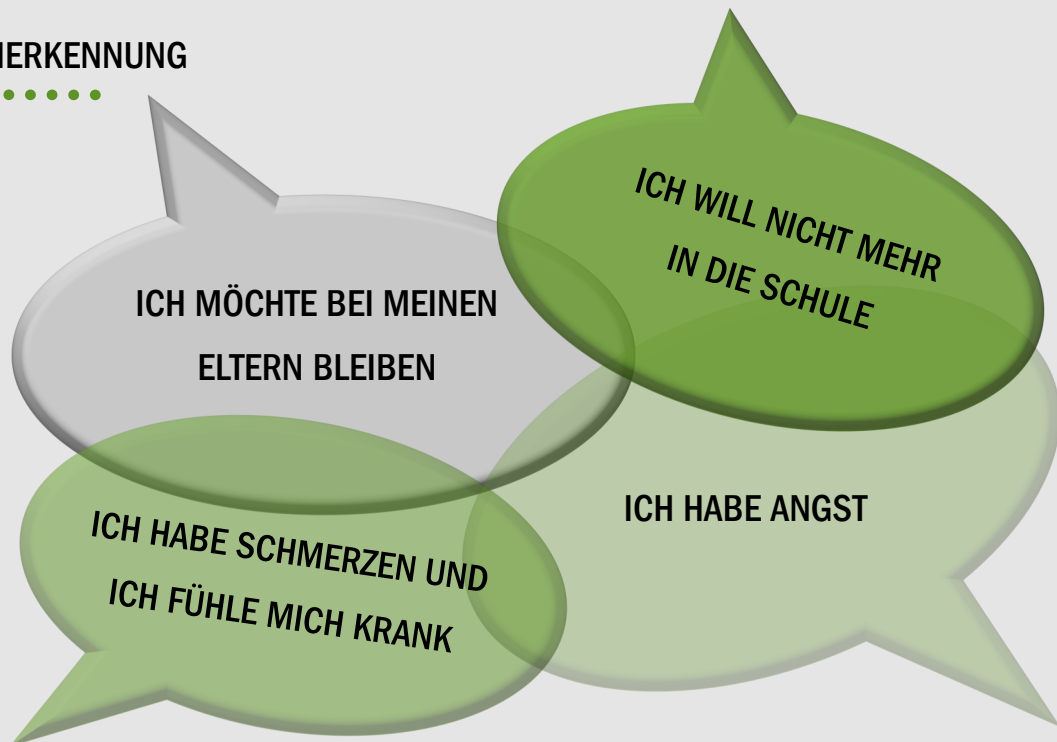 ERKENNUNG
ICH MÖCHTE BEI MEINEN
ELTERN BLEIBEN
ICH WILL NICHT MEHR
IN DIE SCHULE
ICH HABE SCHMERZEN UND
ICH FÜHLE MICH KRANK
ICH HABE ANGST